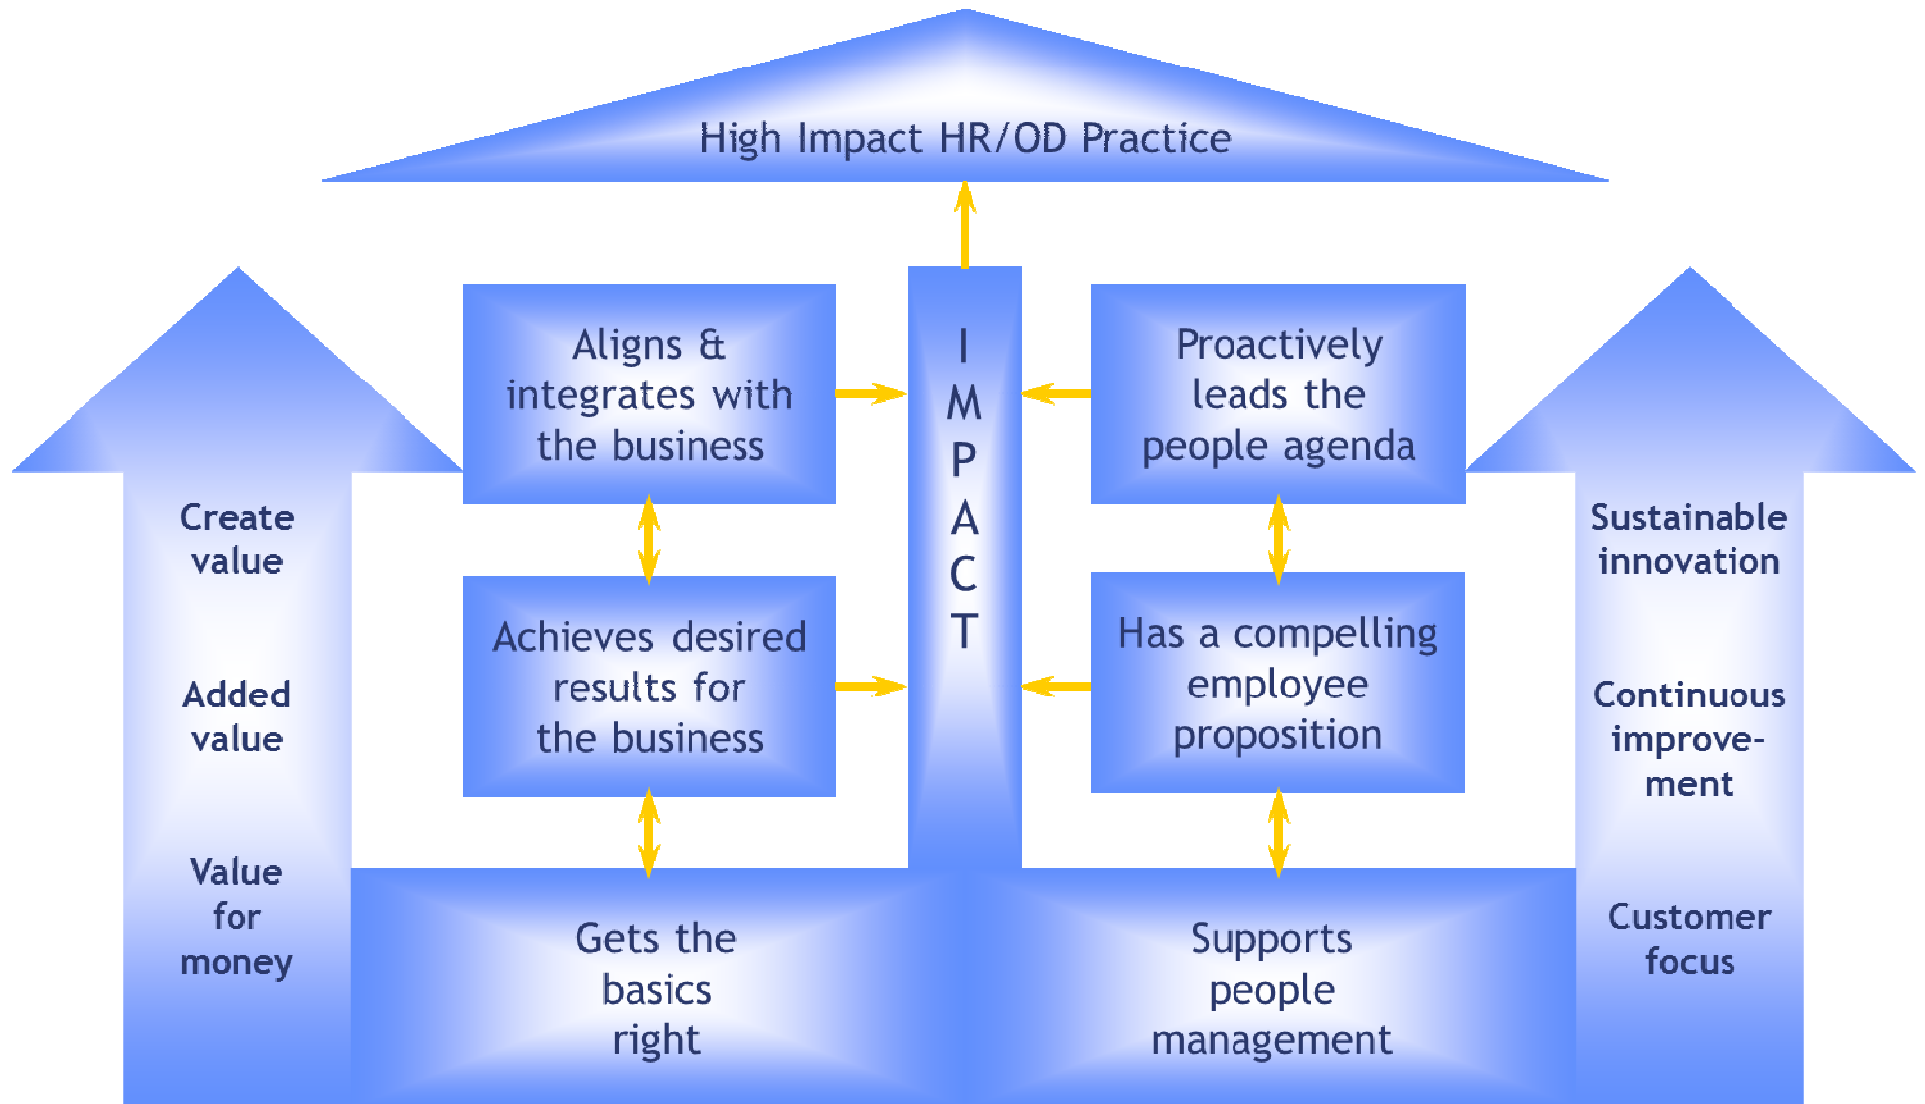 High Impact HR/OD Practice
Aligns &
integrates with
the business
I
M
P
A
C
T
Proactively
leads the
people agenda
Create
value
Sustainable
innovation
Achieves desired
results for
the business
Has a compelling
employee
proposition
Added
value
Continuous
improve-
ment
Value
for
money
Gets the
basics
right
Supports
people
management
Customer
focus